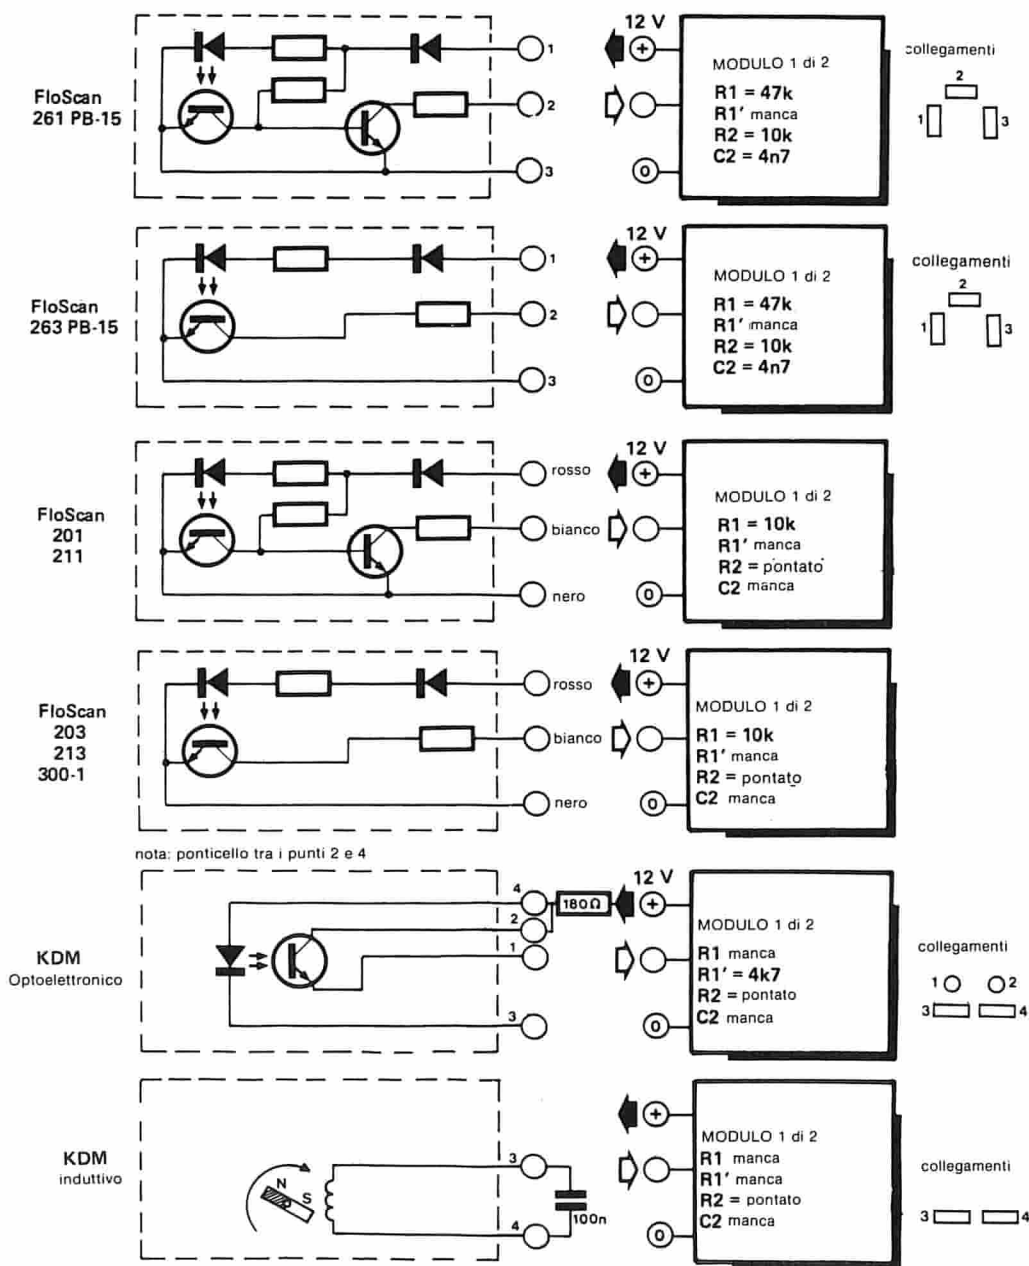 FloScan
261 PB-15
1
2
3
12 V
+
0
MODULO 1 di 2
R1 = 47k
R1' manca
R2 = 10k
C2 = 4n7
collegamenti
2
1
3
FloScan
263 PB-15
1
2
3
12 V
+
0
MODULO 1 di 2
R1 = 47k
R1' manca
R2 = 10k
C2 = 4n7
collegamenti
2
1
3
FloScan
201
211
rosso
bianco
nero
12 V
+
0
MODULO 1 di 2
R1 = 10k
R1' manca
R2 = pontato
C2 manca
FloScan
203
213
300-1
rosso
bianco
nero
12 V
+
0
MODULO 1 di 2
R1 = 10k
R1' manca
R2 = pontato
C2 manca
nota: ponticello tra i punti 2 e 4
KDM
Optoelettronico
4
2
1
3
180Ω
12 V
+
0
MODULO 1 di 2
R1 manca
R1' = 4k7
R2 = pontato
C2 manca
collegamenti
1 2
3 4
KDM
induttivo
N
S
3
4
100n
+
0
MODULO 1 di 2
R1 manca
R1' manca
R2 = pontato
C2 manca
collegamenti
3 4